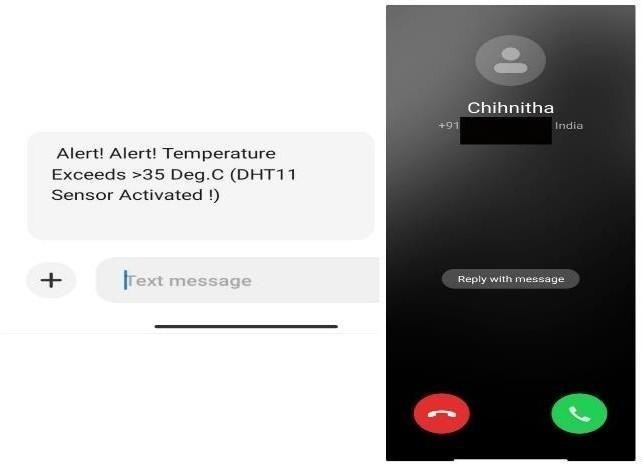 Alert! Alert! Temperature
Exceeds >35 Deg.C (DHT11
Sensor Activated !)
Text message
Chihnitha
+91 India
Reply with message